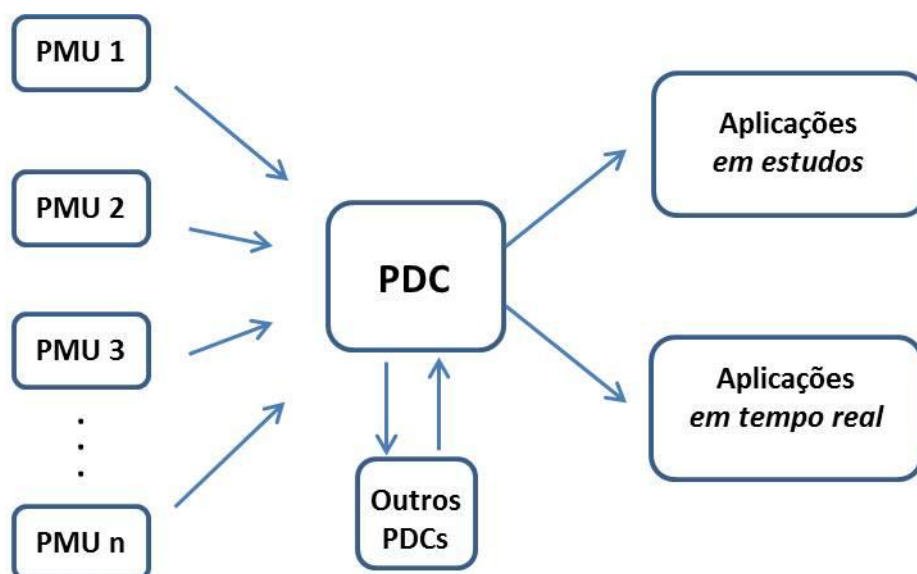 PMU 1
PMU 2
PMU 3
PMU n
PDC
Outros
PDCs
Aplicações
em estudos
Aplicações
em tempo real